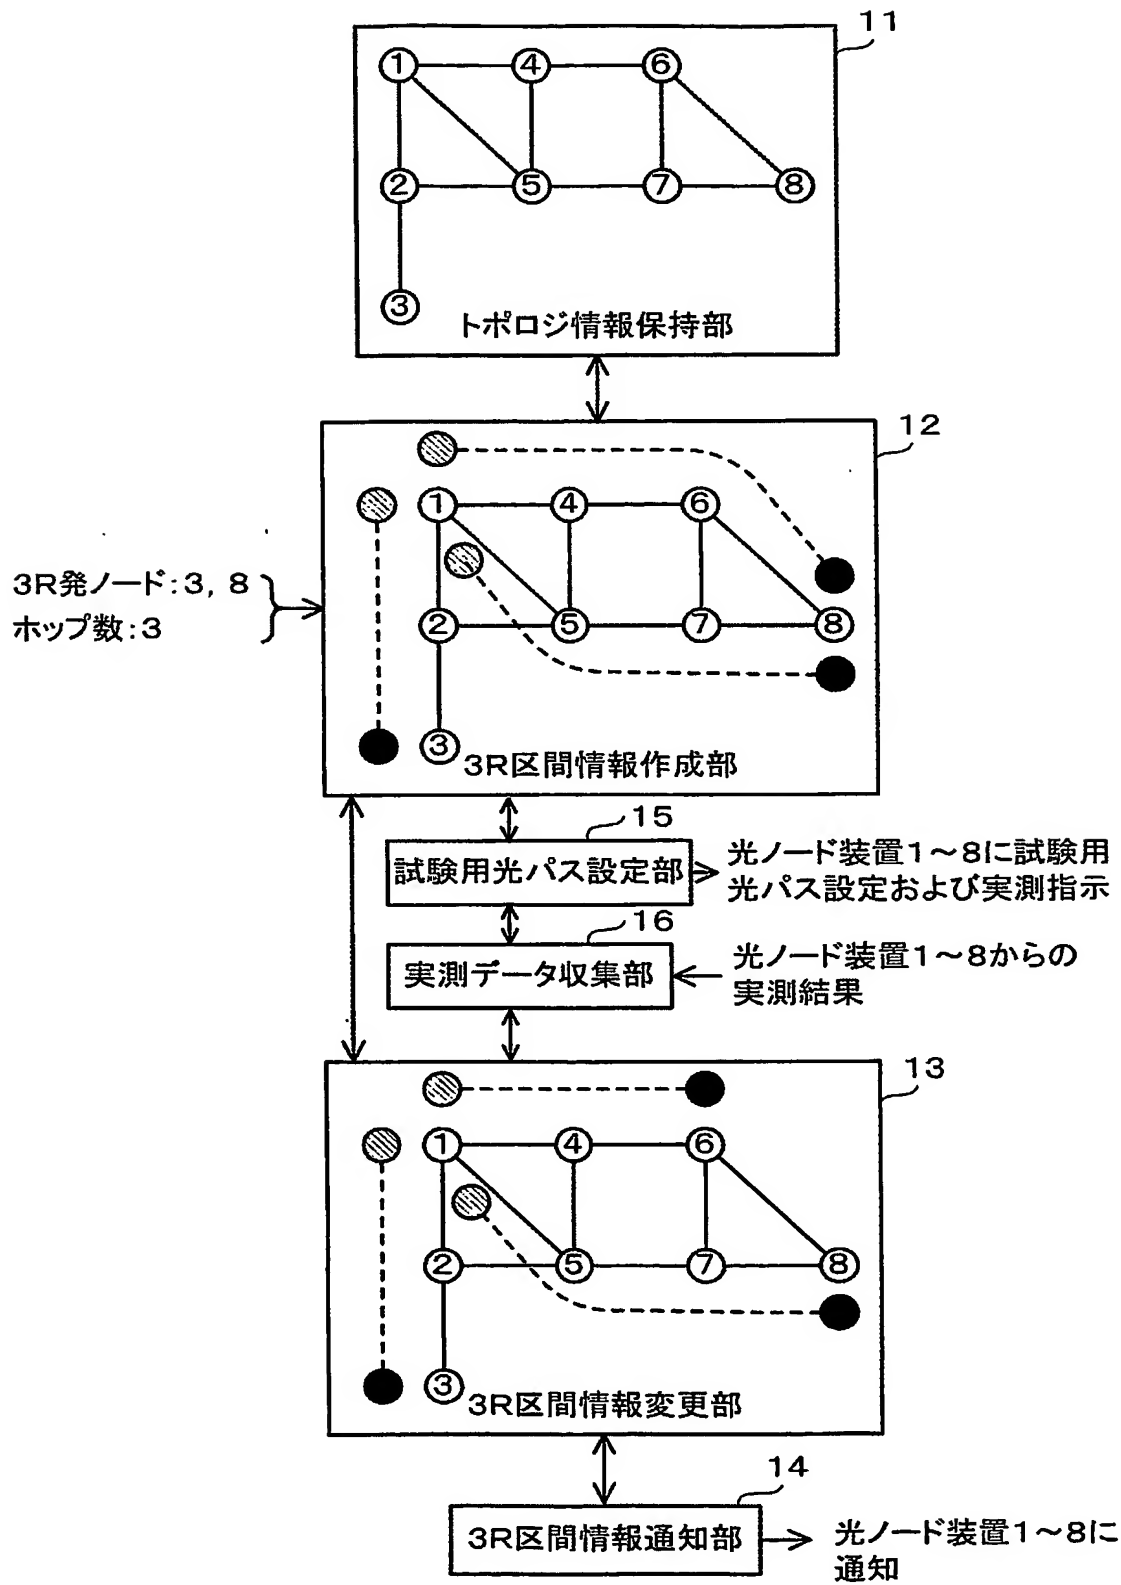 11
① ④ ⑥
② ⑤ ⑦ ⑧
③
トポロジ情報保持部
12
① ④ ⑥
3R発ノード:3, 8
ホップ数:3
② ⑤ ⑦ ⑧
③
3R区間情報作成部
15
試験用光パス設定部
光ノード装置1~8に試験用
光パス設定および実測指示
16
実測データ収集部
光ノード装置1~8からの
実測結果
13
① ④ ⑥
② ⑤ ⑦ ⑧
③
3R区間情報変更部
14
3R区間情報通知部
光ノード装置1~8に
通知